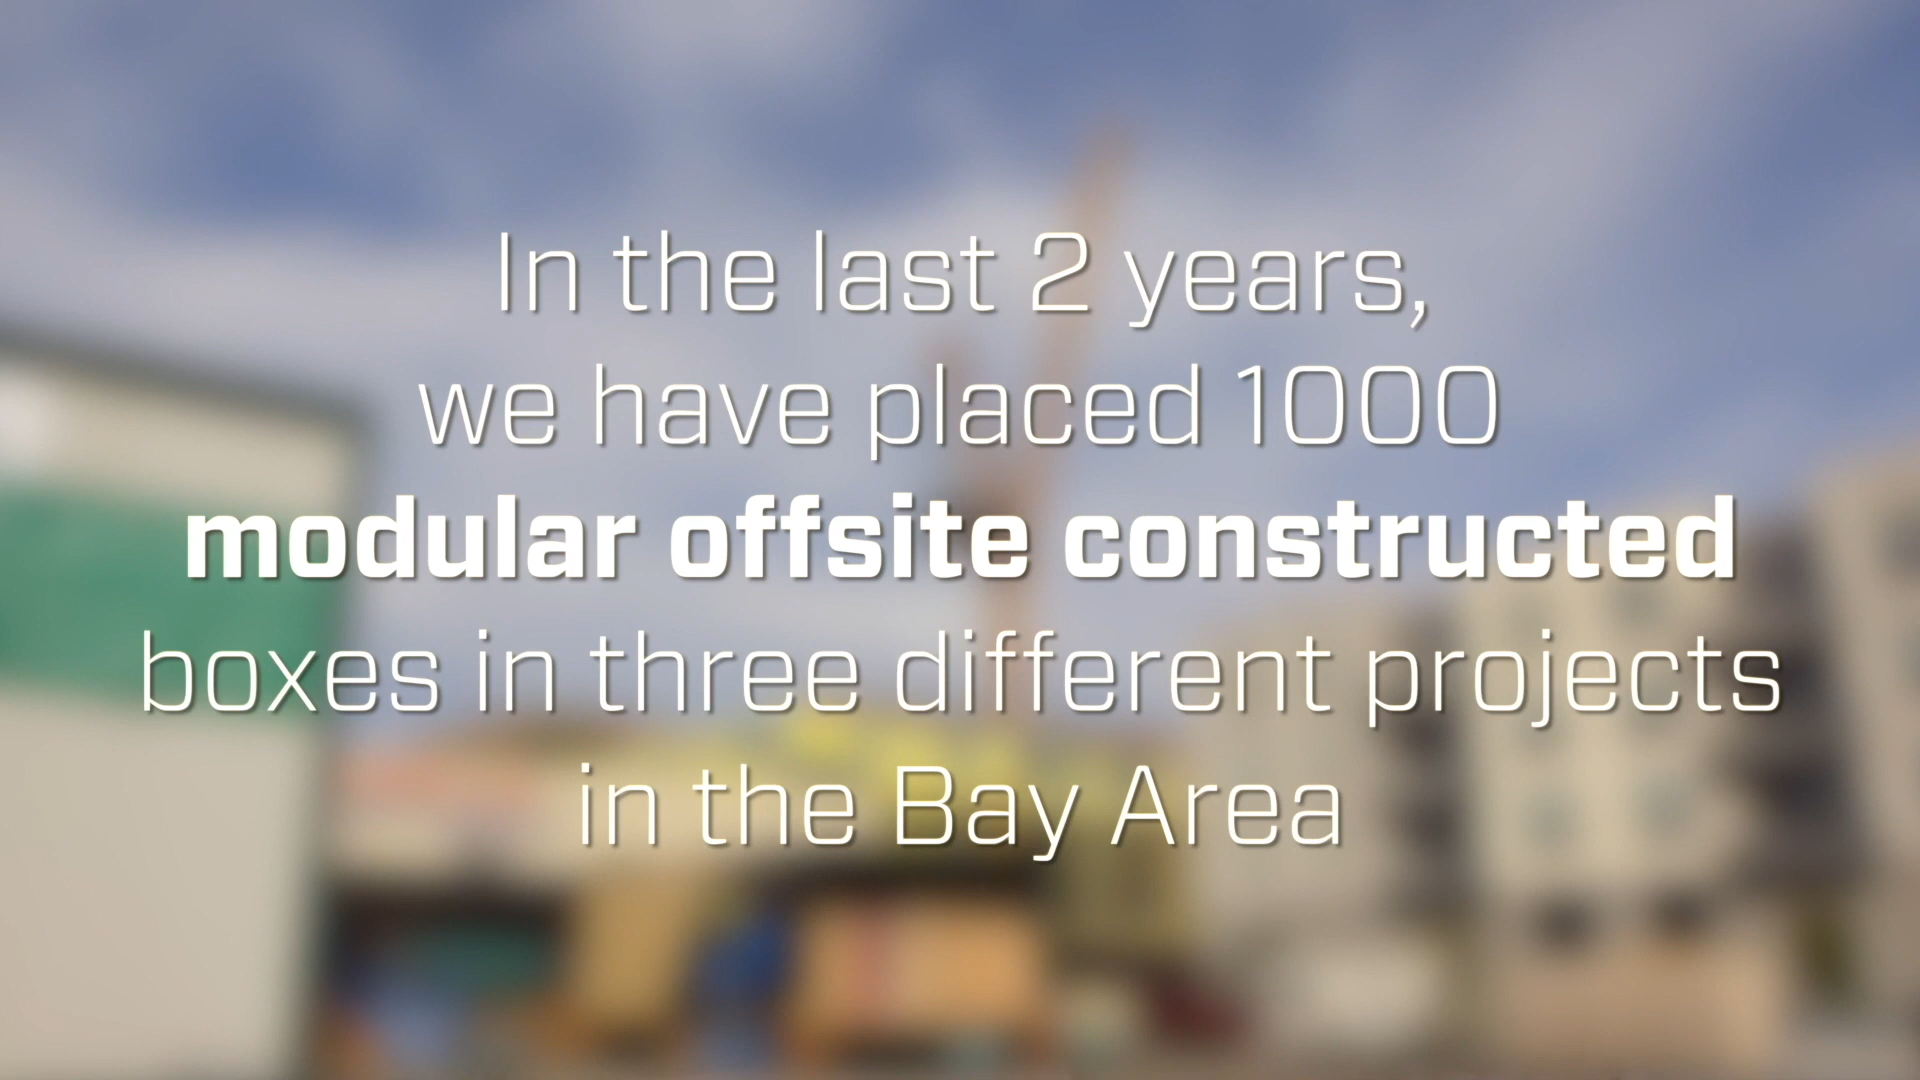 In the last 2 years,
we have placed 1000
modular offsite constructed
boxes in three different projects
in the Bay Area